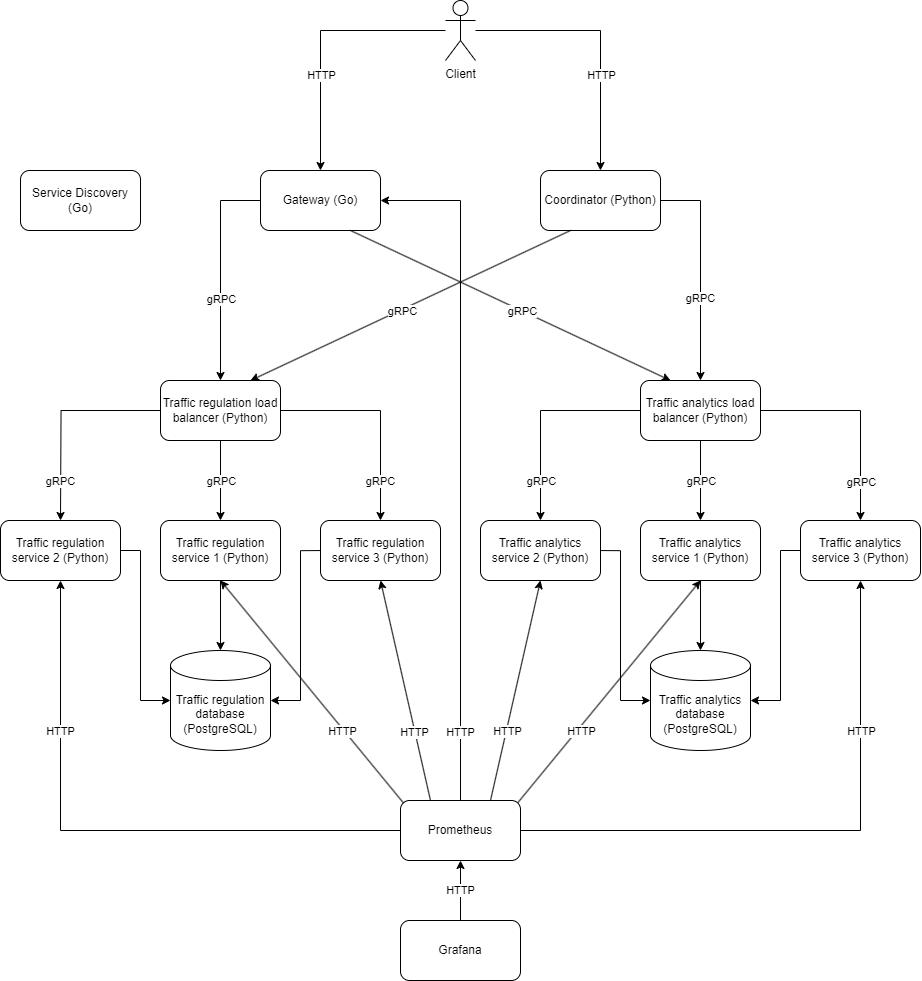 Client
HTTP
HTTP
Service Discovery
(Go)
Gateway (Go)
Coordinator (Python)
gRPC
gRPC
gRPC
gRPC
Traffic regulation load
balancer (Python)
Traffic analytics load
balancer (Python)
gRPC
gRPC
gRPC
gRPC
gRPC
gRPC
Traffic regulation
service 2 (Python)
Traffic regulation
service 1 (Python)
Traffic regulation
service 3 (Python)
Traffic analytics
service 2 (Python)
Traffic analytics
service 1 (Python)
Traffic analytics
service 3 (Python)
Traffic regulation
database
(PostgreSQL)
Traffic analytics
database
(PostgreSQL)
HTTP
HTTP
HTTP
HTTP
HTTP
HTTP
HTTP
Prometheus
HTTP
Grafana